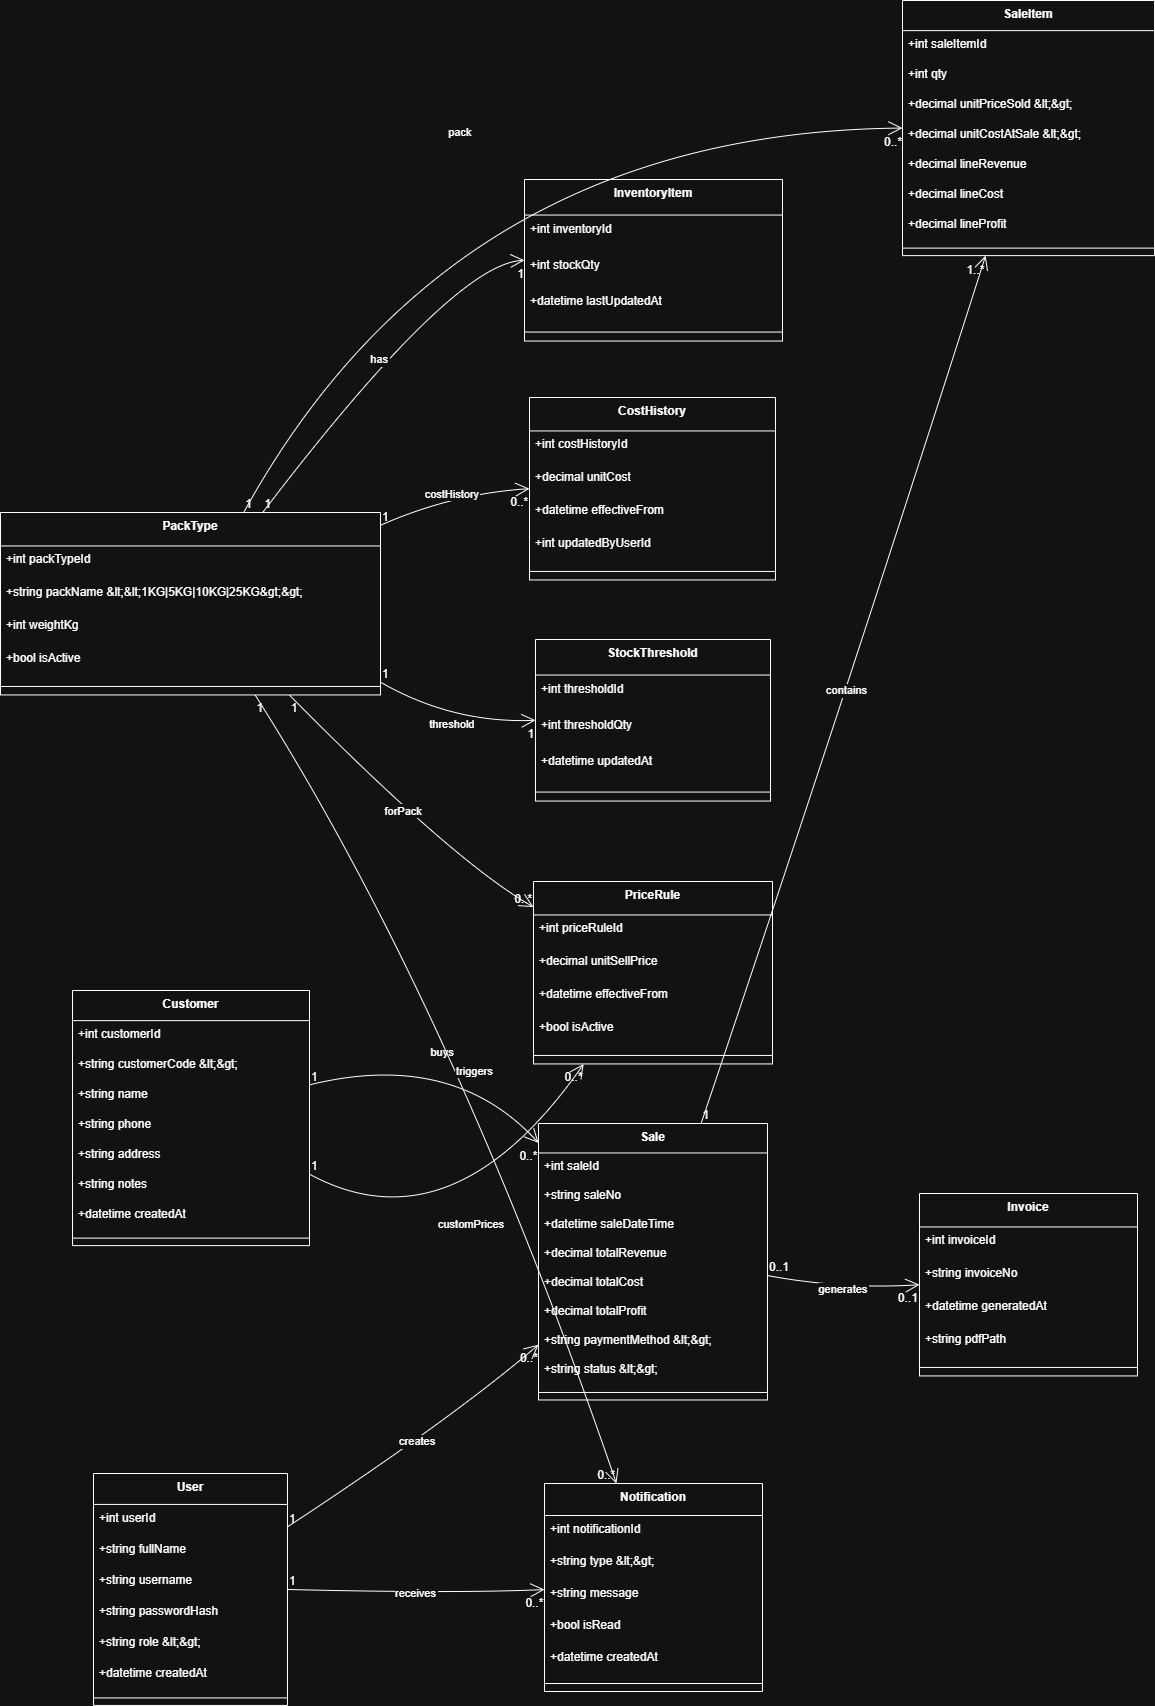 SaleItem
+int saleItemId
+int qty
+decimal unitPriceSold &lt;&gt;
+decimal unitCostAtSale &lt;&gt;
+decimal lineRevenue
+decimal lineCost
+decimal lineProfit
pack
0..*
InventoryItem
+int inventoryId
+int stockQty
+datetime lastUpdatedAt
1
1..*
has
CostHistory
+int costHistoryId
+decimal unitCost
+datetime effectiveFrom
+int updatedByUserId
costHistory
0..*
1
1
1
PackType
+int packTypeId
+string packName &lt;&lt;1KG|5KG|10KG|25KG&gt;&gt;
+int weightKg
+bool isActive
StockThreshold
+int thresholdId
+int thresholdQty
+datetime updatedAt
1
threshold
1
contains
1
1
forPack
0..*
PriceRule
+int priceRuleId
+decimal unitSellPrice
+datetime effectiveFrom
+bool isActive
Customer
+int customerId
+string customerCode &lt;&gt;
+string name
+string phone
+string address
+string notes
+datetime createdAt
buys
triggers
1
0..*
1
0..*
1
customPrices
Sale
+int saleId
+string saleNo
+datetime saleDateTime
+decimal totalRevenue
+decimal totalCost
+decimal totalProfit
+string paymentMethod &lt;&gt;
+string status &lt;&gt;
0..1
generates
0..1
Invoice
+int invoiceId
+string invoiceNo
+datetime generatedAt
+string pdfPath
0..*
creates
0..*
User
+int userId
+string fullName
+string username
+string passwordHash
+string role &lt;&gt;
+datetime createdAt
1
1
receives
0..*
Notification
+int notificationId
+string type &lt;&gt;
+string message
+bool isRead
+datetime createdAt